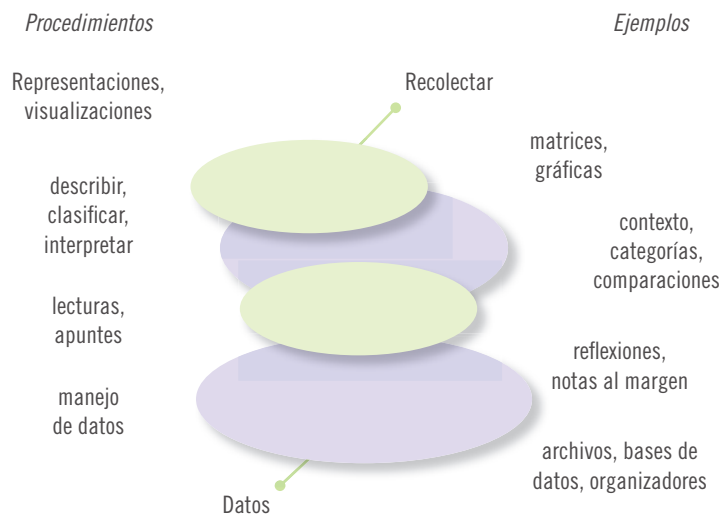 Procedimientos
Ejemplos
Representaciones,
visualizaciones
Recolectar
matrices,
gráficas
describir,
clasificar,
interpretar
contexto,
categorías,
comparaciones
lecturas,
apuntes
reflexiones,
notas al margen
manejo
de datos
archivos, bases de
datos, organizadores
Datos